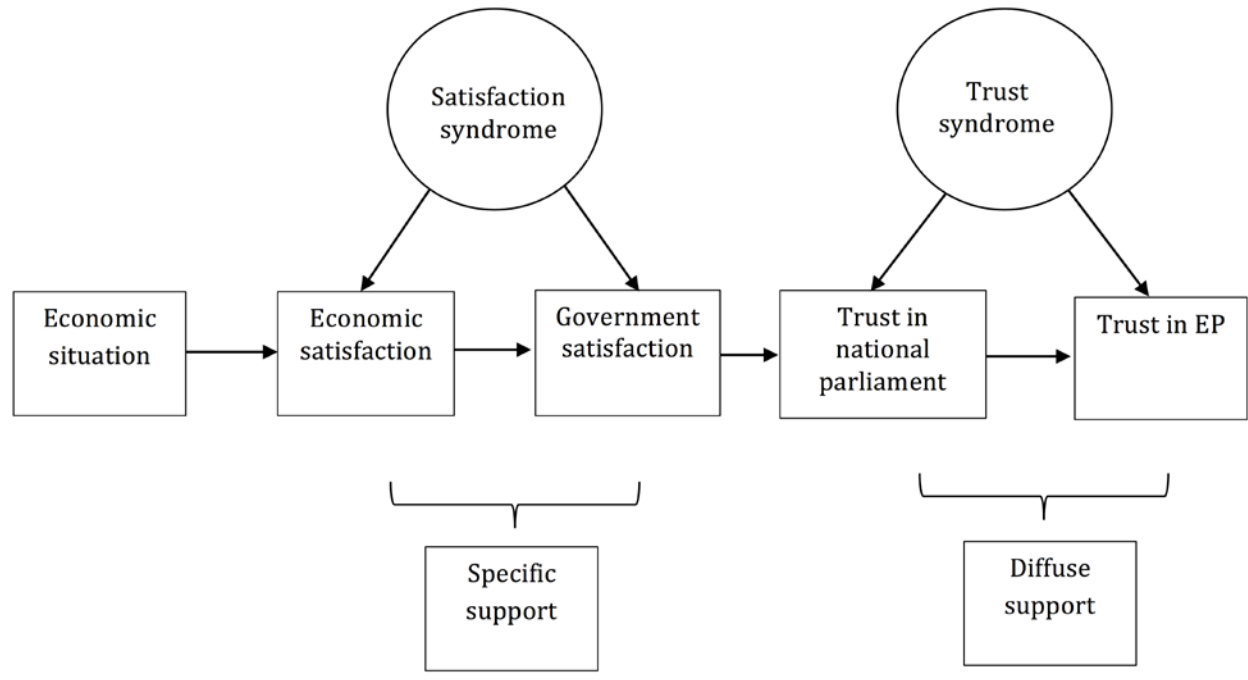 Satisfaction
syndrome
Trust
syndrome
Economic
situation
Economic
satisfaction
Government
satisfaction
Trust in
national
parliament
Trust in EP
Specific
support
Diffuse
support